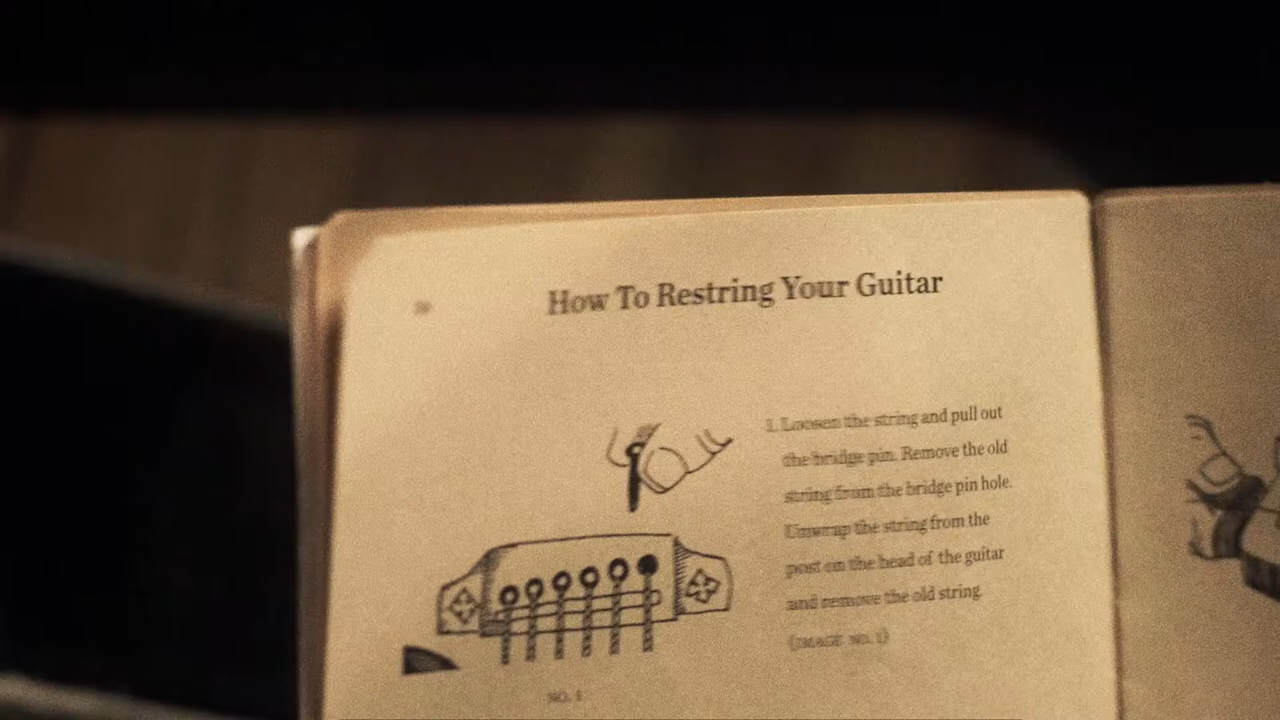 How To Restring Your Guitar
1. Loosen the string and pull out
the bridge pin. Remove the old
string from the bridge pin hole.
Unwrap the string from the
post on the head of the guitar
and remove the old string.
(IMAGE NO. 1)
NO. 1